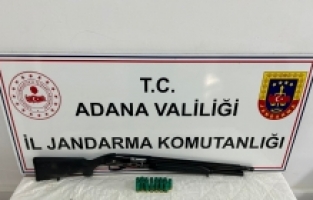 T.C.
ADANA VALİLİĞİ
İL JANDARMA KOMUTANLIĞI